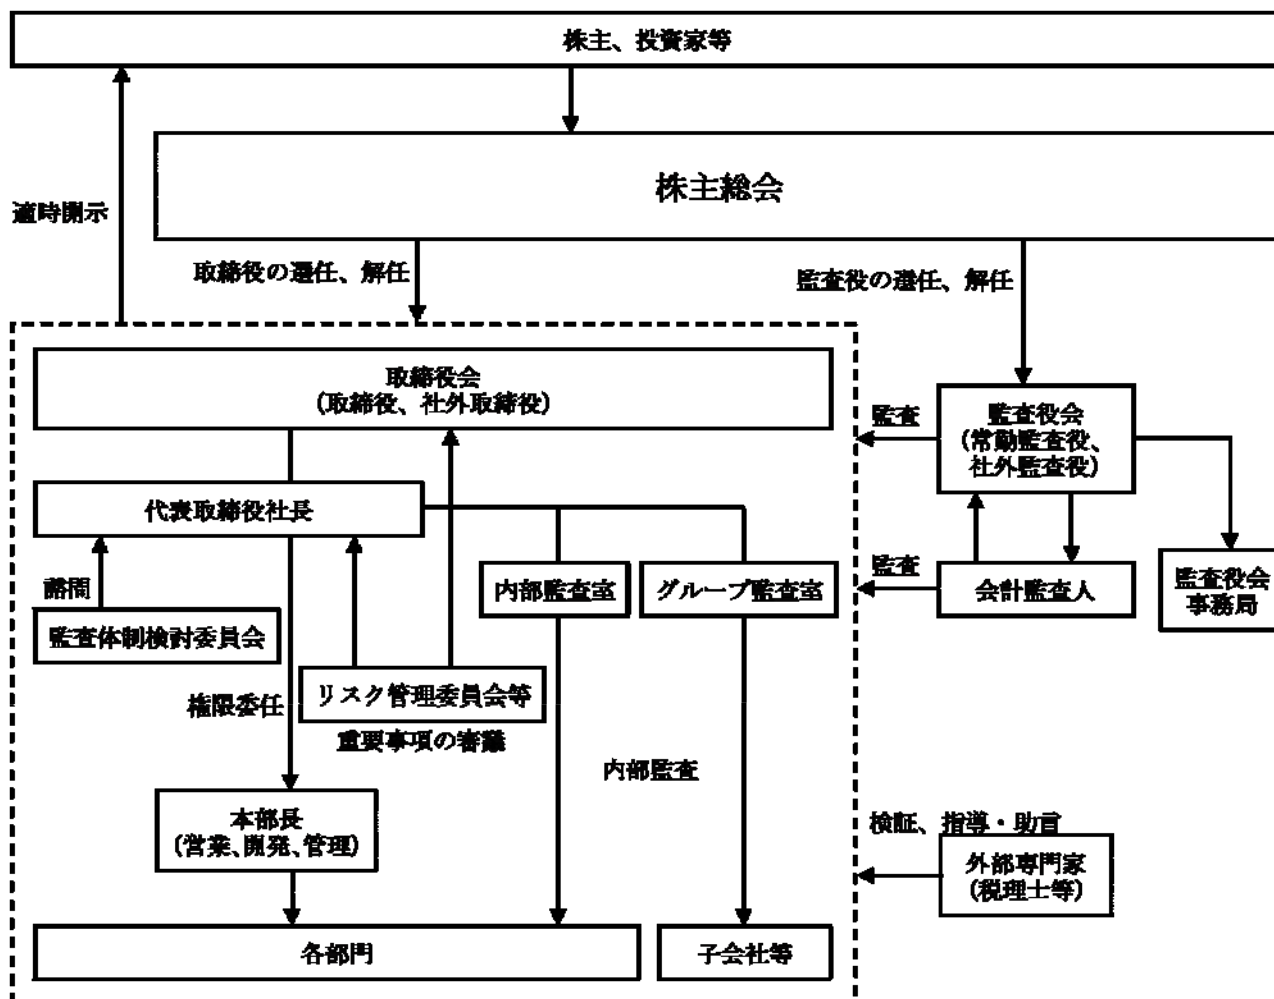 株主、投資家等
株主総会
適時開示
取締役の選任、解任
監査役の選任、解任
取締役会
(取締役、社外取締役)
監査
監査役会
(常勤監査役、
社外監査役)
代表取締役社長
諮問
内部監査室
グループ監査室
監査
会計監査人
監査役会
事務局
監査体制検討委員会
権限委任
リスク管理委員会等
重要事項の審議
内部監査
本部長
(営業、開発、管理)
検証、指導・助言
外部専門家
(税理士等)
各部門
子会社等